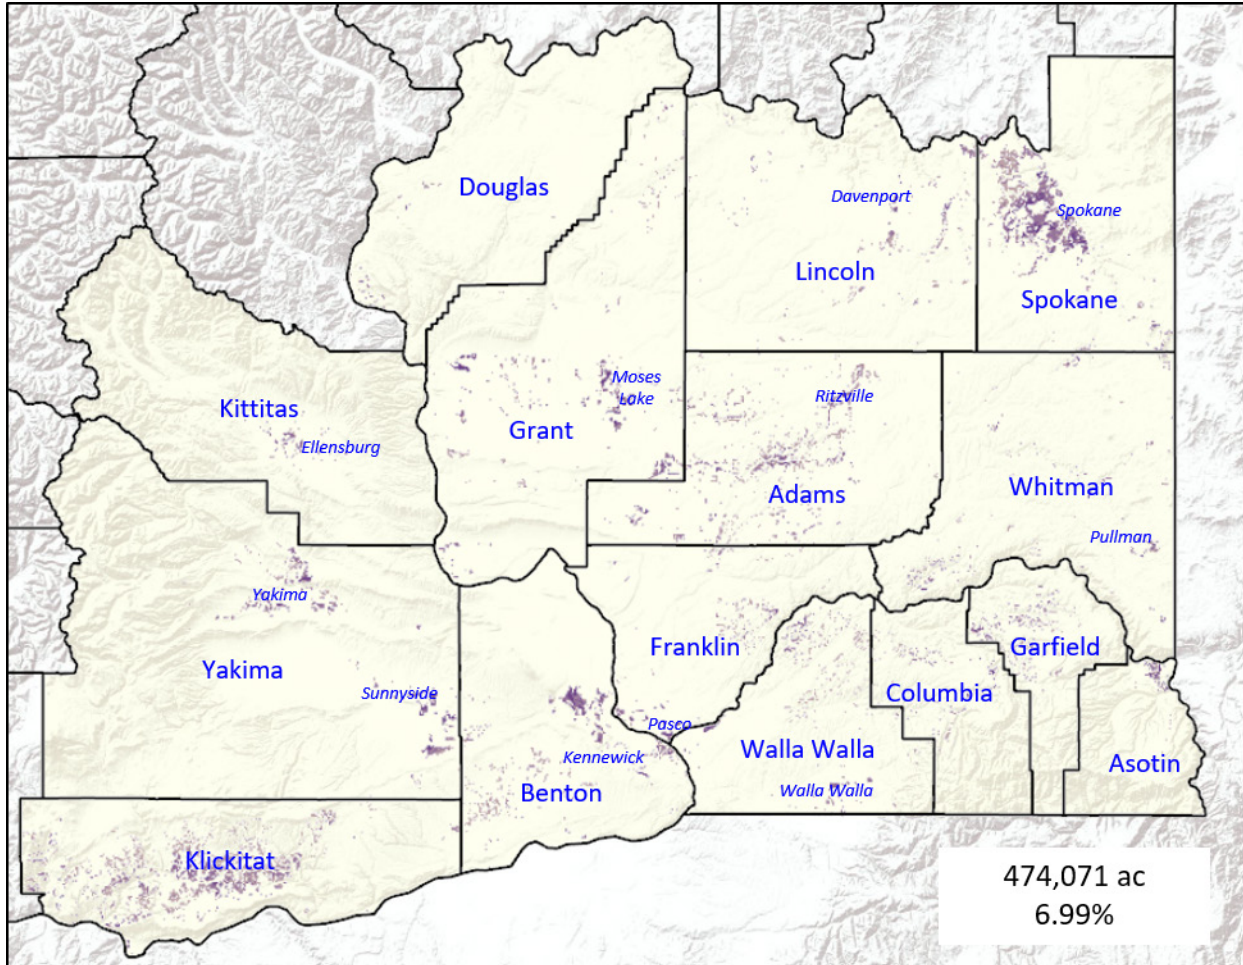 Douglas
Davenport
Spokane
Lincoln
Spokane
Moses
Lake
Ritzville
Kittitas
Ellensburg
Grant
Adams
Whitman
Pullman
Yakima
Yakima
Sunnyside
Franklin
Garfield
Columbia
Pasco
Kennewick
Walla Walla
Walla Walla
Benton
Asotin
Klickitat
474,071 ac
6.99%